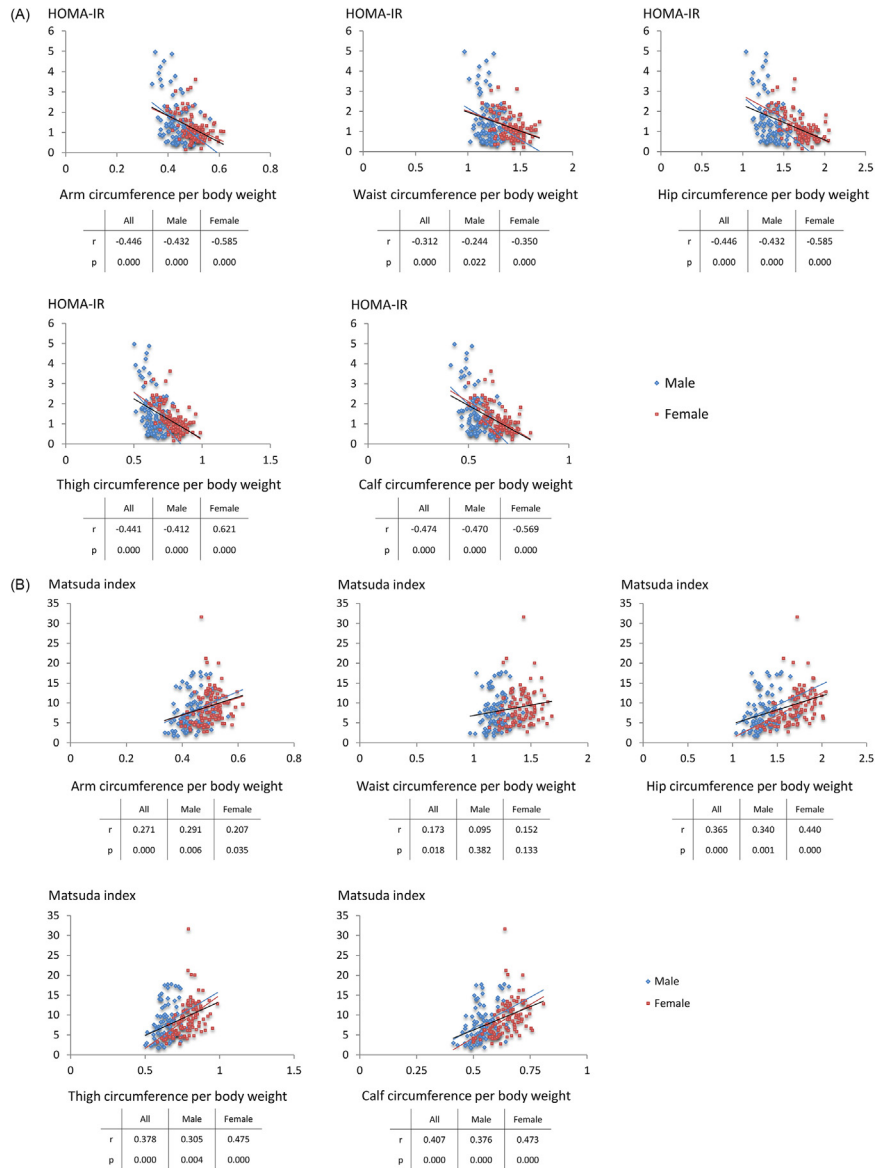 (A)
HOMA-IR
6
5
4
3
2
1
0
0 0.2 0.4 0.6 0.8
Arm circumference per body weight
All Male Female
r -0.446 -0.432 -0.585
p 0.000 0.000 0.000
HOMA-IR
6
5
4
3
2
1
0
0 0.5 1 1.5 2
Waist circumference per body weight
All Male Female
r -0.312 -0.244 -0.350
p 0.000 0.022 0.000
HOMA-IR
6
5
4
3
2
1
0
0 0.5 1 1.5 2 2.5
Hip circumference per body weight
All Male Female
r -0.446 -0.432 -0.585
p 0.000 0.000 0.000
HOMA-IR
6
5
4
3
2
1
0
0 0.5 1 1.5
Thigh circumference per body weight
All Male Female
r -0.441 -0.412 0.621
p 0.000 0.000 0.000
HOMA-IR
6
5
4
3
2
1
0
0 0.5 1
Calf circumference per body weight
All Male Female
r -0.474 -0.470 -0.569
p 0.000 0.000 0.000
Male
Female
(B)
Matsuda index
35
30
25
20
15
10
5
0
0 0.2 0.4 0.6 0.8
Arm circumference per body weight
All Male Female
r 0.271 0.291 0.207
p 0.000 0.006 0.035
Matsuda index
35
30
25
20
15
10
5
0
0 0.5 1 1.5 2
Waist circumference per body weight
All Male Female
r 0.173 0.095 0.152
p 0.018 0.382 0.133
Matsuda index
35
30
25
20
15
10
5
0
0 0.5 1 1.5 2 2.5
Hip circumference per body weight
All Male Female
r 0.365 0.340 0.440
p 0.000 0.001 0.000
Matsuda index
35
30
25
20
15
10
5
0
0 0.5 1 1.5
Thigh circumference per body weight
All Male Female
r 0.378 0.305 0.475
p 0.000 0.004 0.000
Matsuda index
35
30
25
20
15
10
5
0
0 0.25 0.5 0.75 1
Calf circumference per body weight
All Male Female
r 0.407 0.376 0.473
p 0.000 0.000 0.000
Male
Female